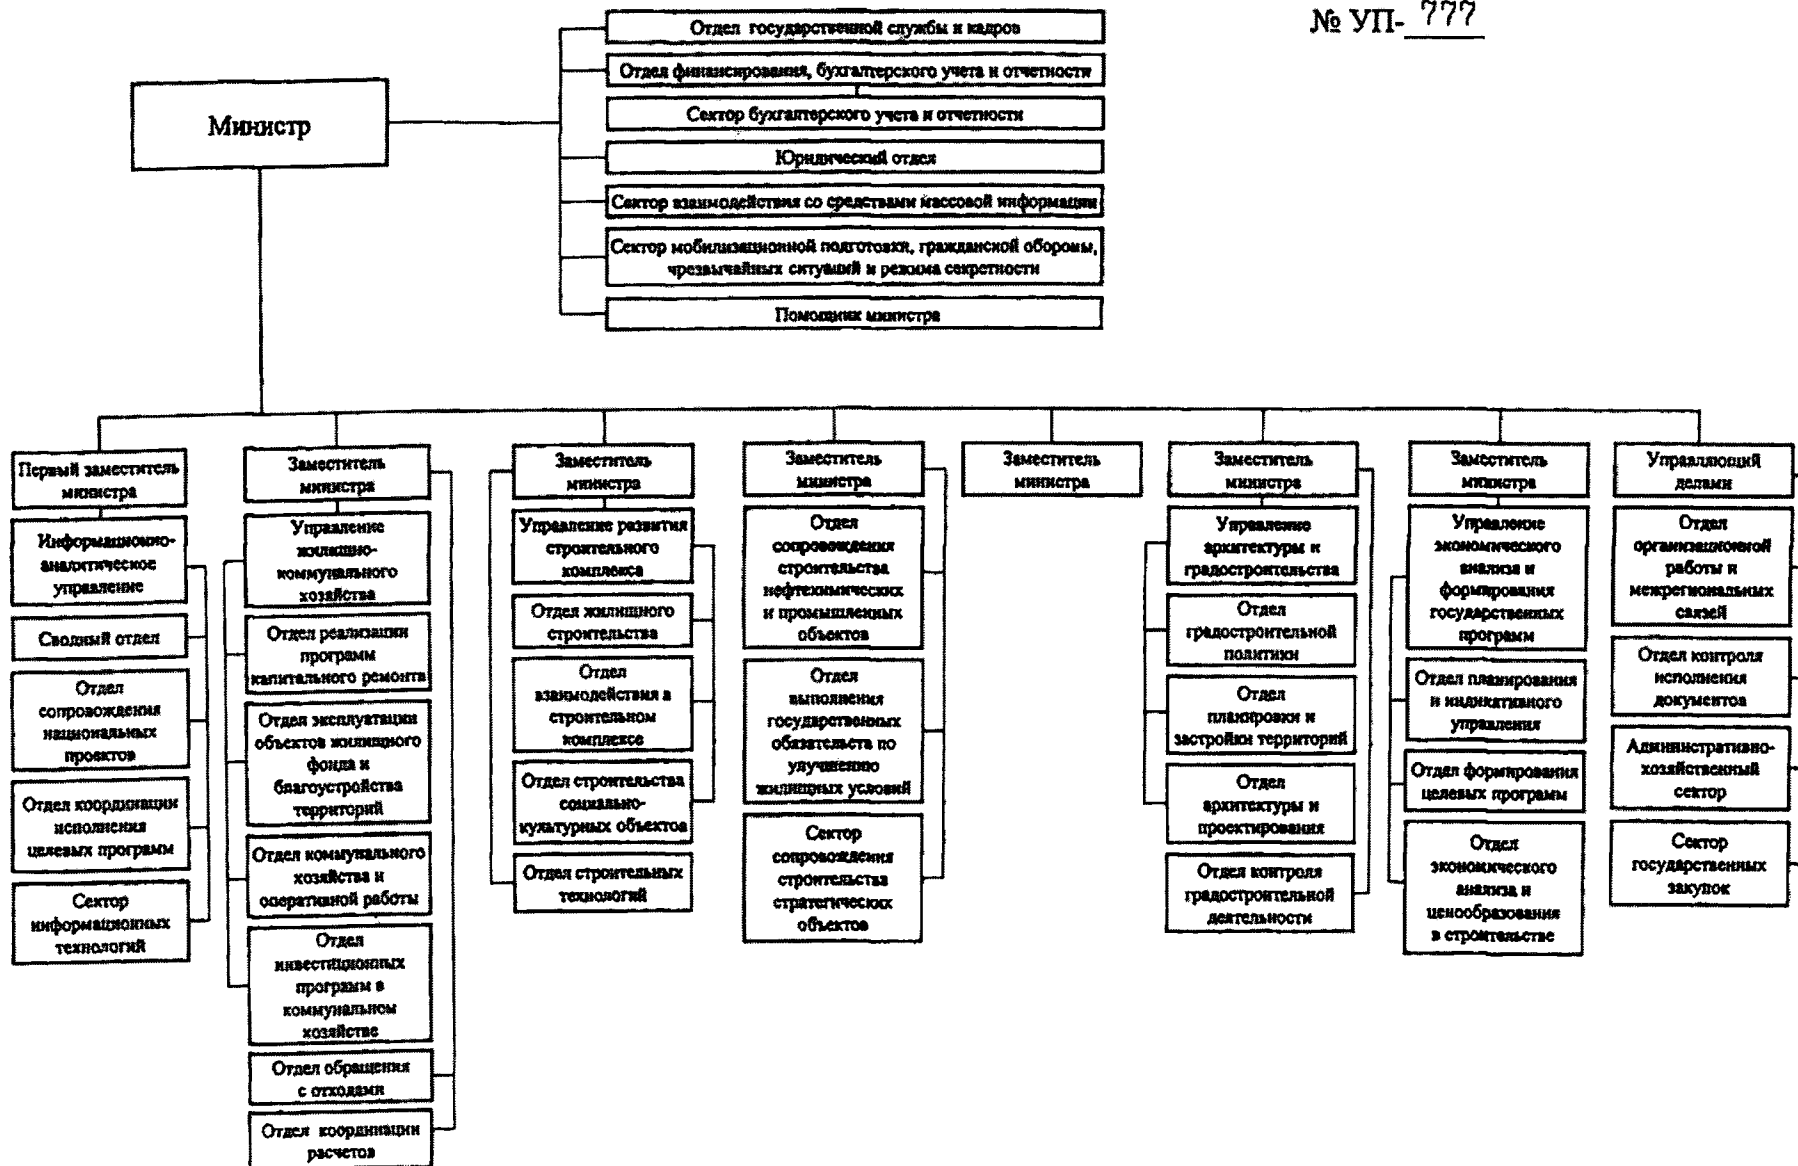 № УП- 777
Отдел государственной службы и кадров
Отдел финансирования, бухгалтерского учета и отчетности
Сектор бухгалтерского учета и отчетности
Юридический отдел
Сектор взаимодействия со средствами массовой информации
Сектор мобилизационной подготовки, гражданской обороны,
чрезвычайных ситуаций и режима секретности
Помощник министра
Министр
Первый заместитель
министра
Информационно-
аналитическое
управление
Сводный отдел
Отдел
сопровождения
национальных
проектов
Отдел координации
исполнения
целевых программ
Сектор
информационных
технологий
Заместитель
министра
Управление
жилищно-
коммунального
хозяйства
Отдел реализации
программ
капитального ремонта
Отдел эксплуатации
объектов жилищного
фонда и
благоустройства
территорий
Отдел коммунального
хозяйства и
оперативной работы
Отдел
инвестиционных
программ в
коммунальном
хозяйстве
Отдел обращения
с отходами
Отдел координации
расчетов
Заместитель
министра
Управление развития
строительного
комплекса
Отдел жилищного
строительства
Отдел
взаимодействия в
строительном
комплексе
Отдел строительства
социально-
культурных объектов
Отдел строительных
технологий
Заместитель
министра
Отдел
сопровождения
строительства
нефтехимических
и промышленных
объектов
Отдел
выполнения
государственных
обязательств по
улучшению
жилищных условий
Сектор
сопровождения
строительства
стратегических
объектов
Заместитель
министра
Заместитель
министра
Управление
архитектуры и
градостроительства
Отдел
градостроительной
политики
Отдел
планировки и
застройки территорий
Отдел
архитектуры и
проектирования
Отдел контроля
градостроительной
деятельности
Заместитель
министра
Управление
экономического
анализа и
формирования
государственных
программ
Отдел планирования
и индикативного
управления
Отдел формирования
целевых программ
Отдел
экономического
анализа и
ценообразования
в строительстве
Управляющий
делами
Отдел
организационной
работы и
межрегиональных
связей
Отдел контроля
исполнения
документов
Административно-
хозяйственный
сектор
Сектор
государственных
закупок